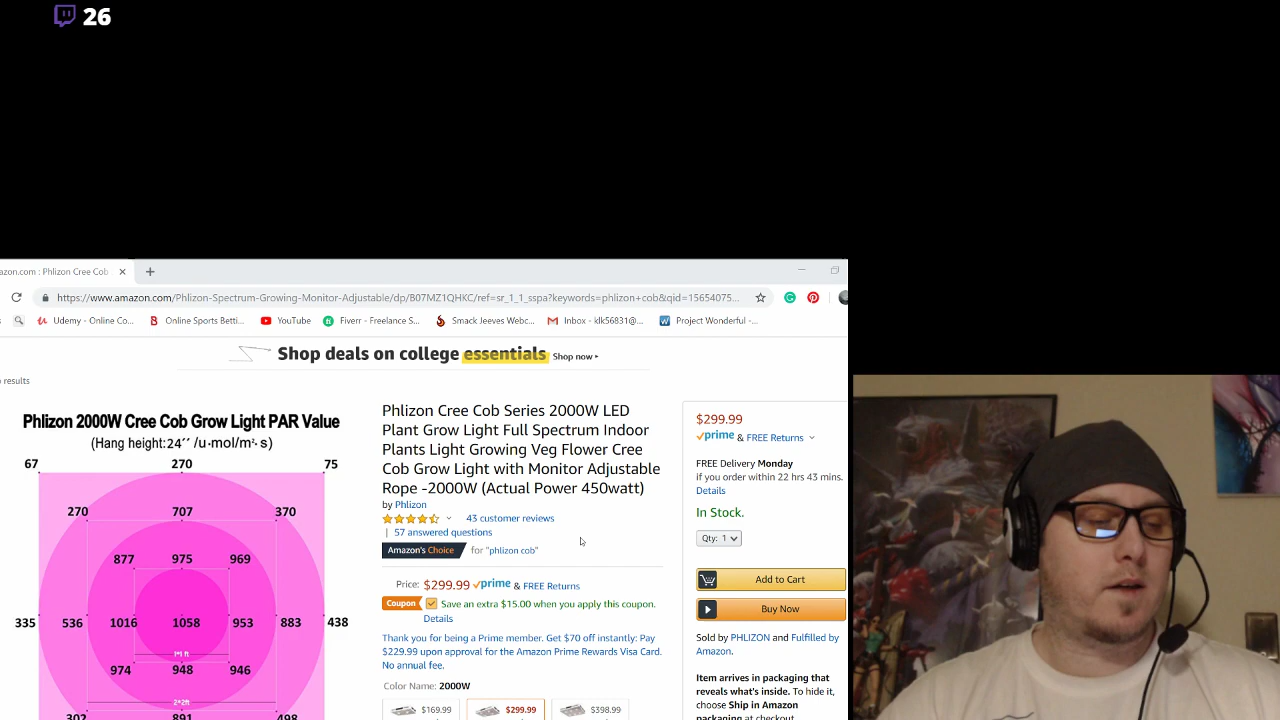 26
azon.com : Phlizon Cree Cob
https://www.amazon.com/Phlizon-Spectrum-Growing-Monitor-Adjustable/dp/B07MZ1QHKC/ref=sr_1_1_sspa?keywords=phlizon+cob&qid=15654075...
Udemy - Online Co...
Online Sports Betti...
YouTube
Fiverr - Freelance S...
Smack Jeeves Webc...
Inbox - klk56831@...
Project Wonderful -...
Shop deals on college essentials Shop now ▸
results
Phlizon 2000W Cree Cob Grow Light PAR Value
(Hang height:24´´ /u·mol/m²· s)
67 270 75
270 707 370
877 975 969
335 536 1016 1058 953 883 438
1*1 ft
974 948 946
2*2ft
302 891 498
Phlizon Cree Cob Series 2000W LED
Plant Grow Light Full Spectrum Indoor
Plants Light Growing Veg Flower Cree
Cob Grow Light with Monitor Adjustable
Rope -2000W (Actual Power 450watt)
by Phlizon
43 customer reviews
| 57 answered questions
Amazon's Choice for "phlizon cob"
Price: $299.99 prime & FREE Returns
Coupon Save an extra $15.00 when you apply this coupon.
Details
Thank you for being a Prime member. Get $70 off instantly: Pay
$229.99 upon approval for the Amazon Prime Rewards Visa Card.
No annual fee.
Color Name: 2000W
$169.99 $299.99 $398.99
$299.99
prime & FREE Returns
FREE Delivery Monday
if you order within 22 hrs 43 mins.
Details
In Stock.
Qty: 1
Add to Cart
Buy Now
Sold by PHLIZON and Fulfilled by
Amazon.
Item arrives in packaging that
reveals what's inside. To hide it,
choose Ship in Amazon
packaging at checkout.